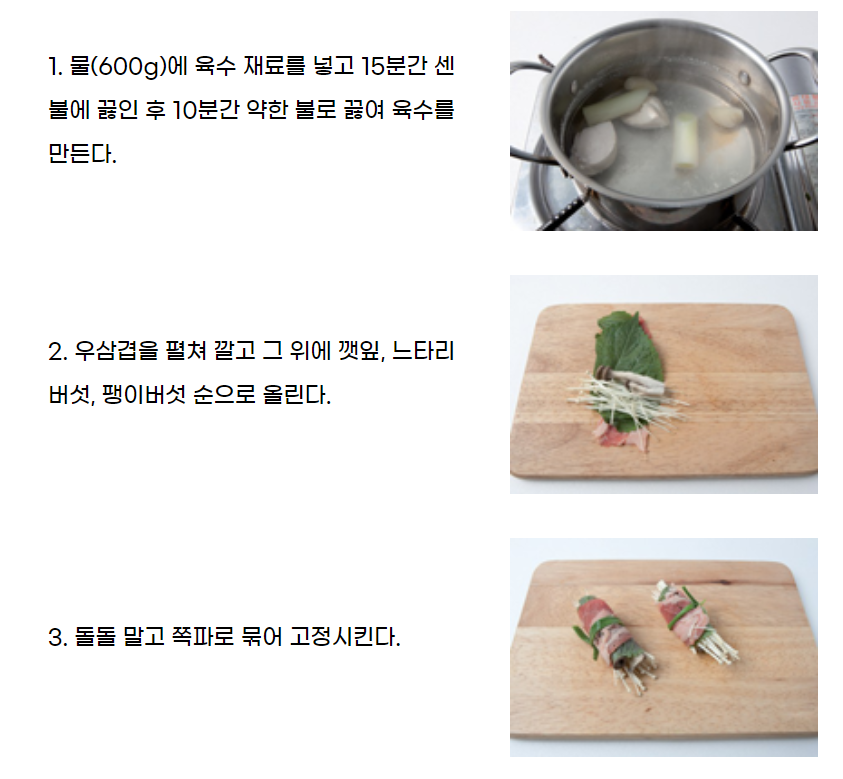 1. 물(600g)에 육수 재료를 넣고 15분간 센
불에 끓인 후 10분간 약한 불로 끓여 육수를
만든다.
2. 우삼겹을 펼쳐 깔고 그 위에 깻잎, 느타리
버섯, 팽이버섯 순으로 올린다.
3. 돌돌 말고 쪽파로 묶어 고정시킨다.